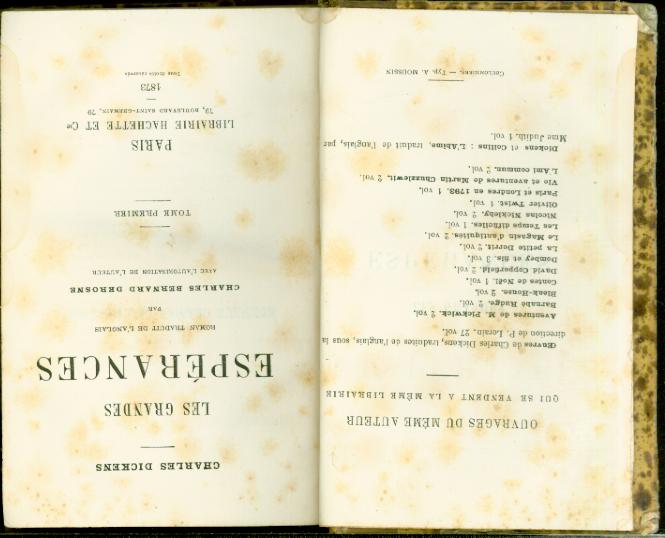 OUVRAGES DU MÊME AUTEUR
QUI SE VENDENT A LA MÊME LIBRAIRIE
Œuvres de Charles Dickens, traduites de l'anglais, sous la
direction de P. Lorain. 27 vol.
Aventures de M. Pickwick. 2 vol.
Barnabé Rudge. 2 vol.
Bleak-House. 2 vol.
Contes de Noël. 1 vol.
David Copperfield. 2 vol.
Dombey et fils. 3 vol.
La petite Dorrit. 2 vol.
Le Magasin d'antiquités. 2 vol.
Les Temps difficiles. 1 vol.
Nicolas Nickleby. 2 vol.
Olivier Twist. 1 vol.
Paris et Londres en 1793. 1 vol.
Vie et aventures de Martin Chuzzlewit. 2 vol.
L'Ami commun. 2 vol.
Dickens et Collins : L'Abîme, traduit de l'anglais, par
Mme Judith. 1 vol.
COULOMMIERS. — Typ. A. MOUSSIN
CHARLES DICKENS
LES GRANDES
ESPÉRANCES
ROMAN TRADUIT DE L'ANGLAIS
PAR
CHARLES BERNARD DEROSNE
AVEC L'AUTORISATION DE L'AUTEUR
TOME PREMIER
PARIS
LIBRAIRIE HACHETTE ET Cie
79, BOULEVARD SAINT-GERMAIN, 79
1873
Tous droits réservés